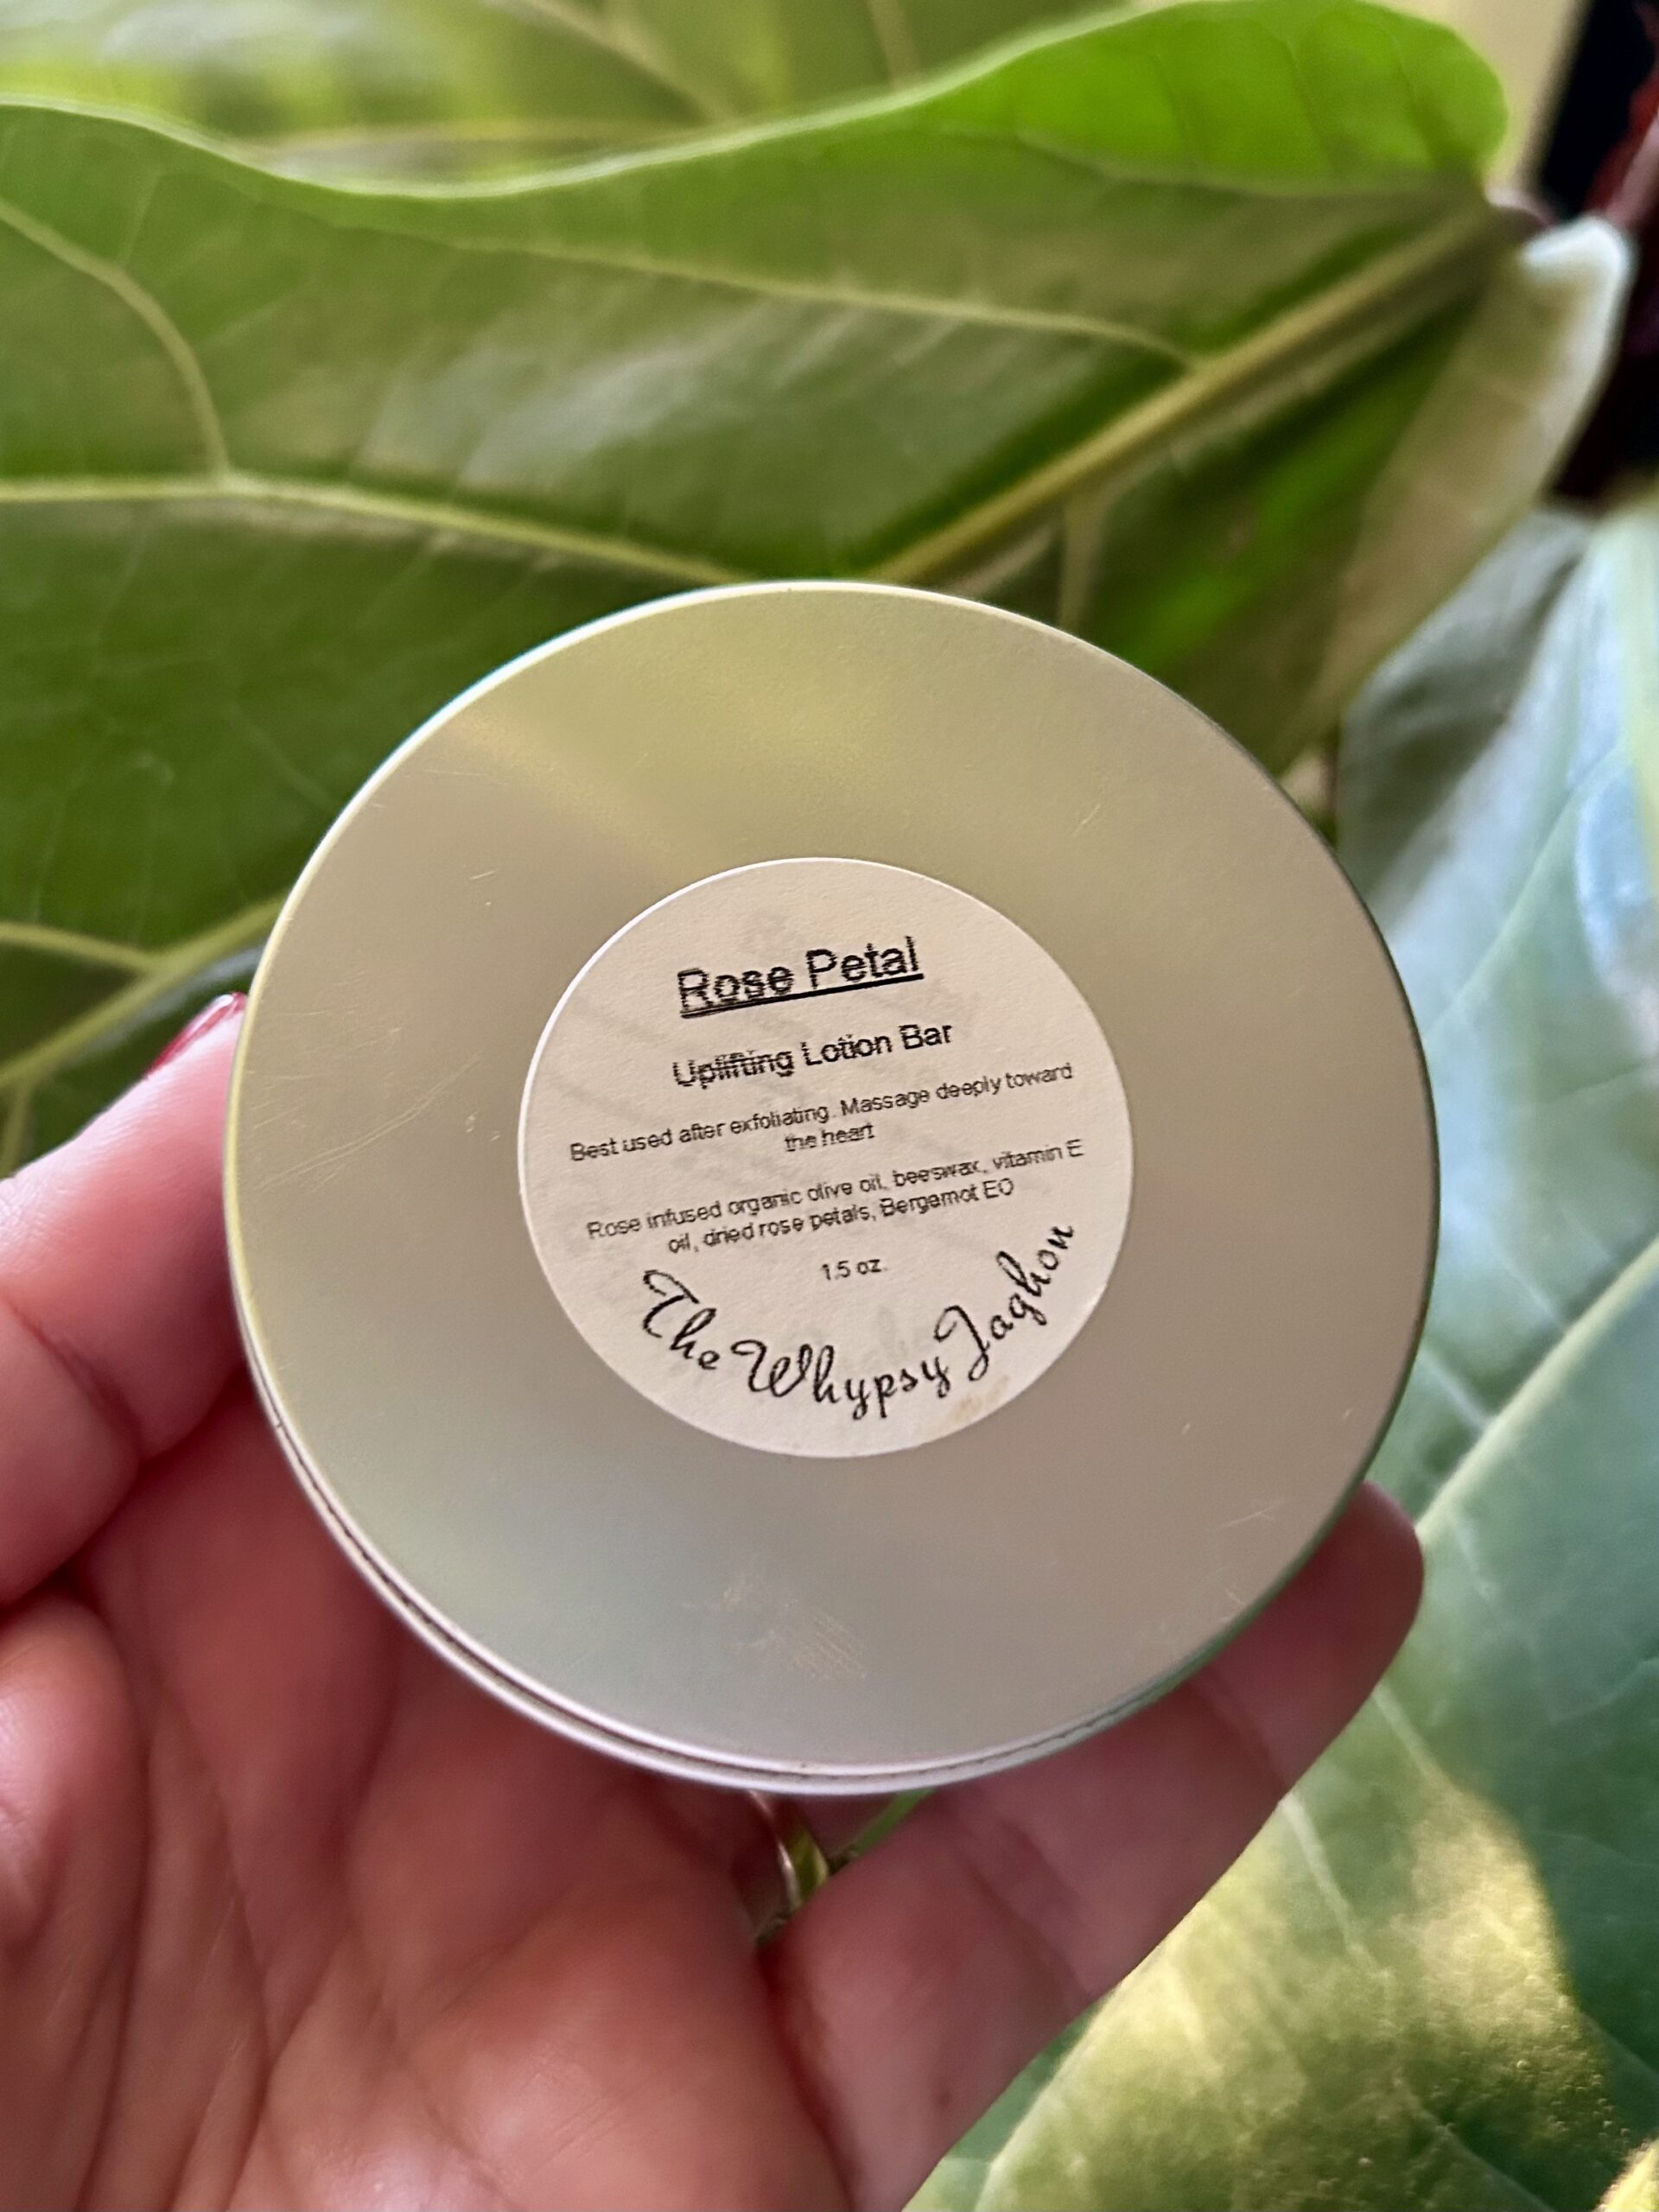 Rose Petal
Uplifting Lotion Bar
Best used after exfoliating. Massage deeply toward
the heart
Rose infused organic olive oil, beeswax, vitamin E
oil, dried rose petals, Bergamot EO
1.5 oz.
The Whypsy Jaghon